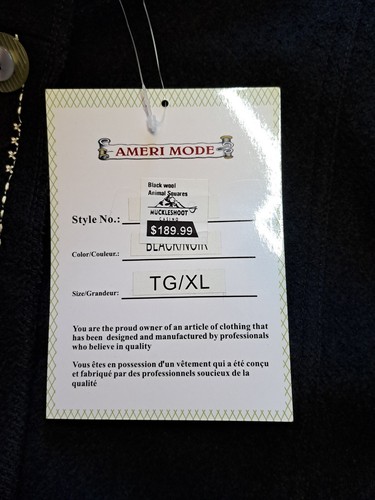 AMERI MODE
Black wool
Animal Squares
MUCKLESHOOT
CASINO
Style No.:
$189.99
Color/Couleur.: BLACK/NOIR
Size/Grandeur: TG/XL
You are the proud owner of an article of clothing that
has been designed and manufactured by professionals
who believe in quality
Vous êtes en possession d'un vêtement qui a été conçu
et fabriqué par des professionnels soucieux de la
qualité